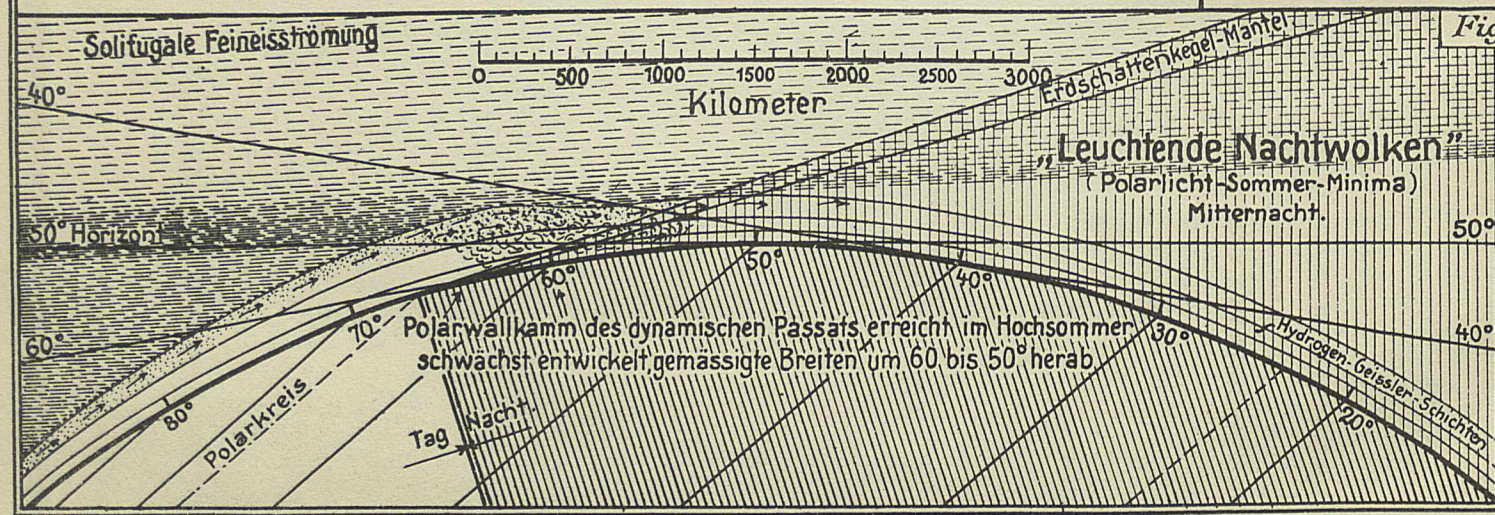 Solifugale Feineisströmung
Fig
0 500 1000 1500 2000 2500 3000
Kilometer
Erdschattenkegel-Mantel
40°
„Leuchtende Nachtwolken”
(Polarlicht-Sommer-Minima)
Mitternacht.
50° Horizont
50°
60°
50°
40°
70°
Polarwallkamm des dynamischen Passats erreicht im Hochsommer
schwächst entwickelt, gemässigte Breiten um 60 bis 50° herab.
30°
Hydrogen-Geissler-Schichten
40°
60°
80°
Polarkreis
Tag
Nacht.
20°